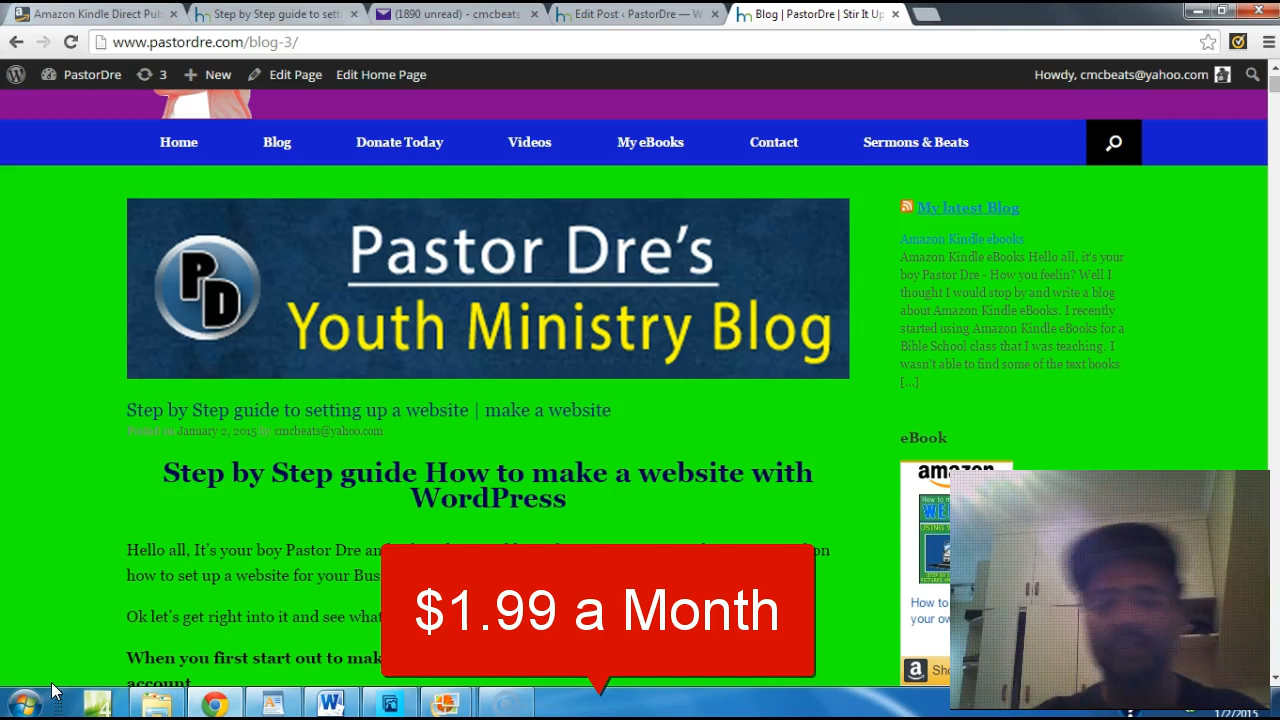 Amazon Kindle Direct Pub
Step by Step guide to sett
(1890 unread) - cmcbeats
Edit Post ‹ PastorDre — W
Blog | PastorDre | Stir It Up
www.pastordre.com/blog-3/
PastorDre 3 New Edit Page Edit Home Page Howdy, cmcbeats@yahoo.com
Home Blog Donate Today Videos My eBooks Contact Sermons & Beats
PD
Pastor Dre's
Youth Ministry Blog
Step by Step guide to setting up a website | make a website
Posted on January 2, 2015 by cmcbeats@yahoo.com
Step by Step guide How to make a website with
WordPress
Hello all, It's your boy Pastor Dre an
on
how to set up a website for your Bus
Ok let's get right into it and see what
When you first start out to mak
account
$1.99 a Month
My latest Blog
Amazon Kindle ebooks
Amazon Kindle eBooks Hello all, it's your
boy Pastor Dre - How you feelin? Well I
thought I would stop by and write a blog
about Amazon Kindle eBooks. I recently
started using Amazon Kindle eBooks for a
Bible School class that I was teaching. I
wasn't able to find some of the text books
[...]
eBook
amazon
How to
your ow
Sho
1/2/2015